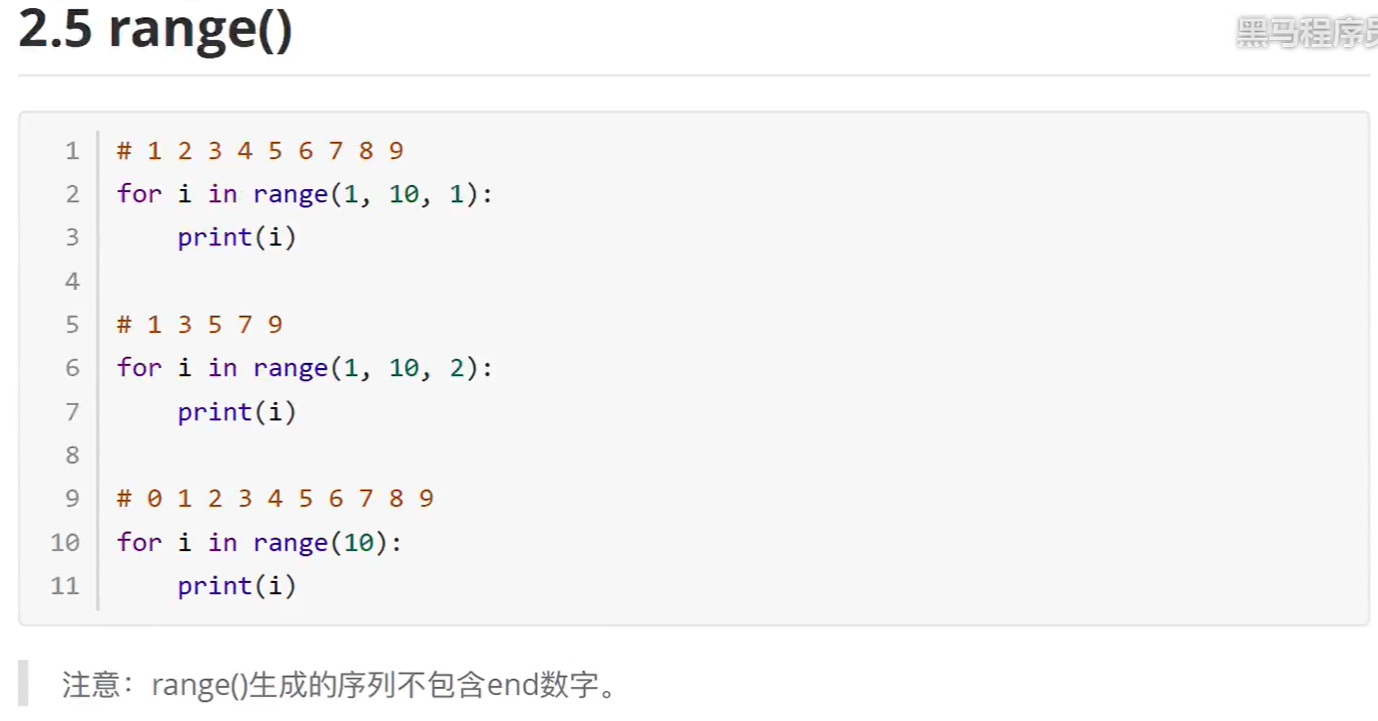 2.5 range()
黑马程序员
1 # 1 2 3 4 5 6 7 8 9
2 for i in range(1, 10, 1):
3     print(i)
4
5 # 1 3 5 7 9
6 for i in range(1, 10, 2):
7     print(i)
8
9 # 0 1 2 3 4 5 6 7 8 9
10 for i in range(10):
11     print(i)
注意：range()生成的序列不包含end数字。